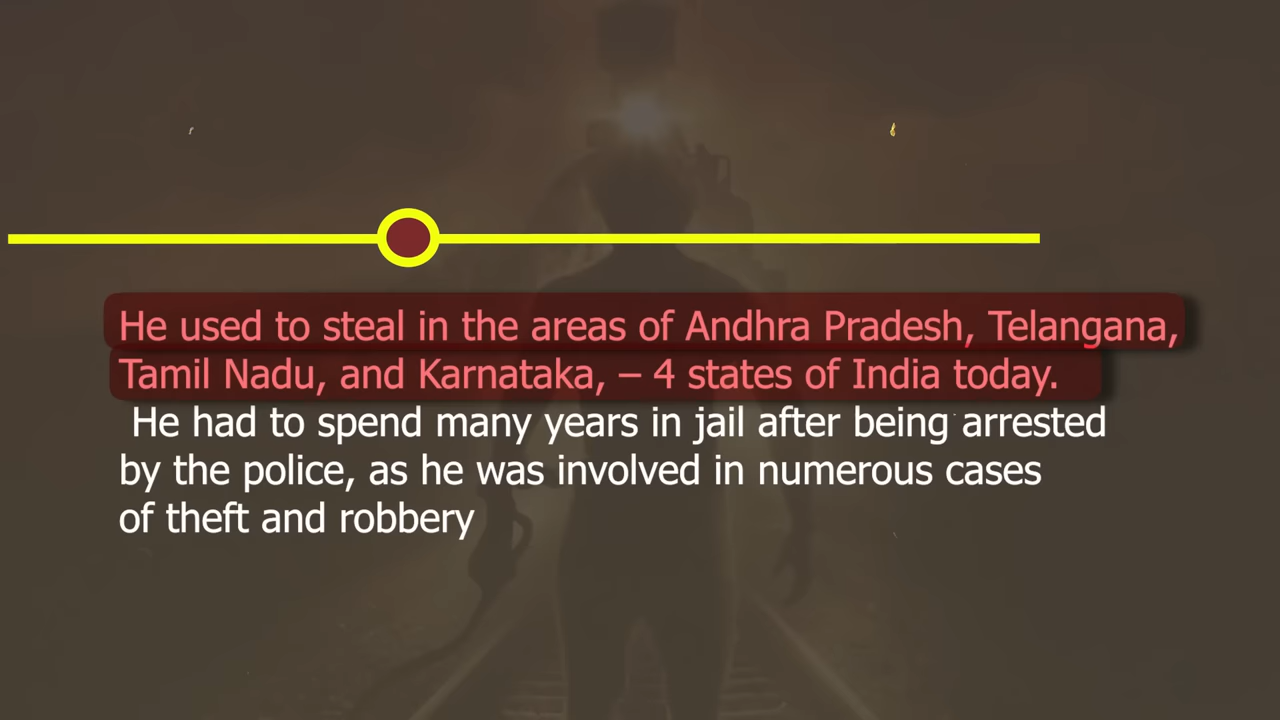 He used to steal in the areas of Andhra Pradesh, Telangana,
Tamil Nadu, and Karnataka, – 4 states of India today.
He had to spend many years in jail after being arrested
by the police, as he was involved in numerous cases
of theft and robbery